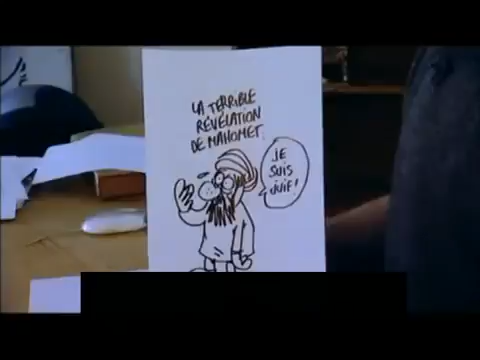 LA TERRIBLE
RÉVÉLATION
DE MAHOMET.
JE
SUIS
JUIF!